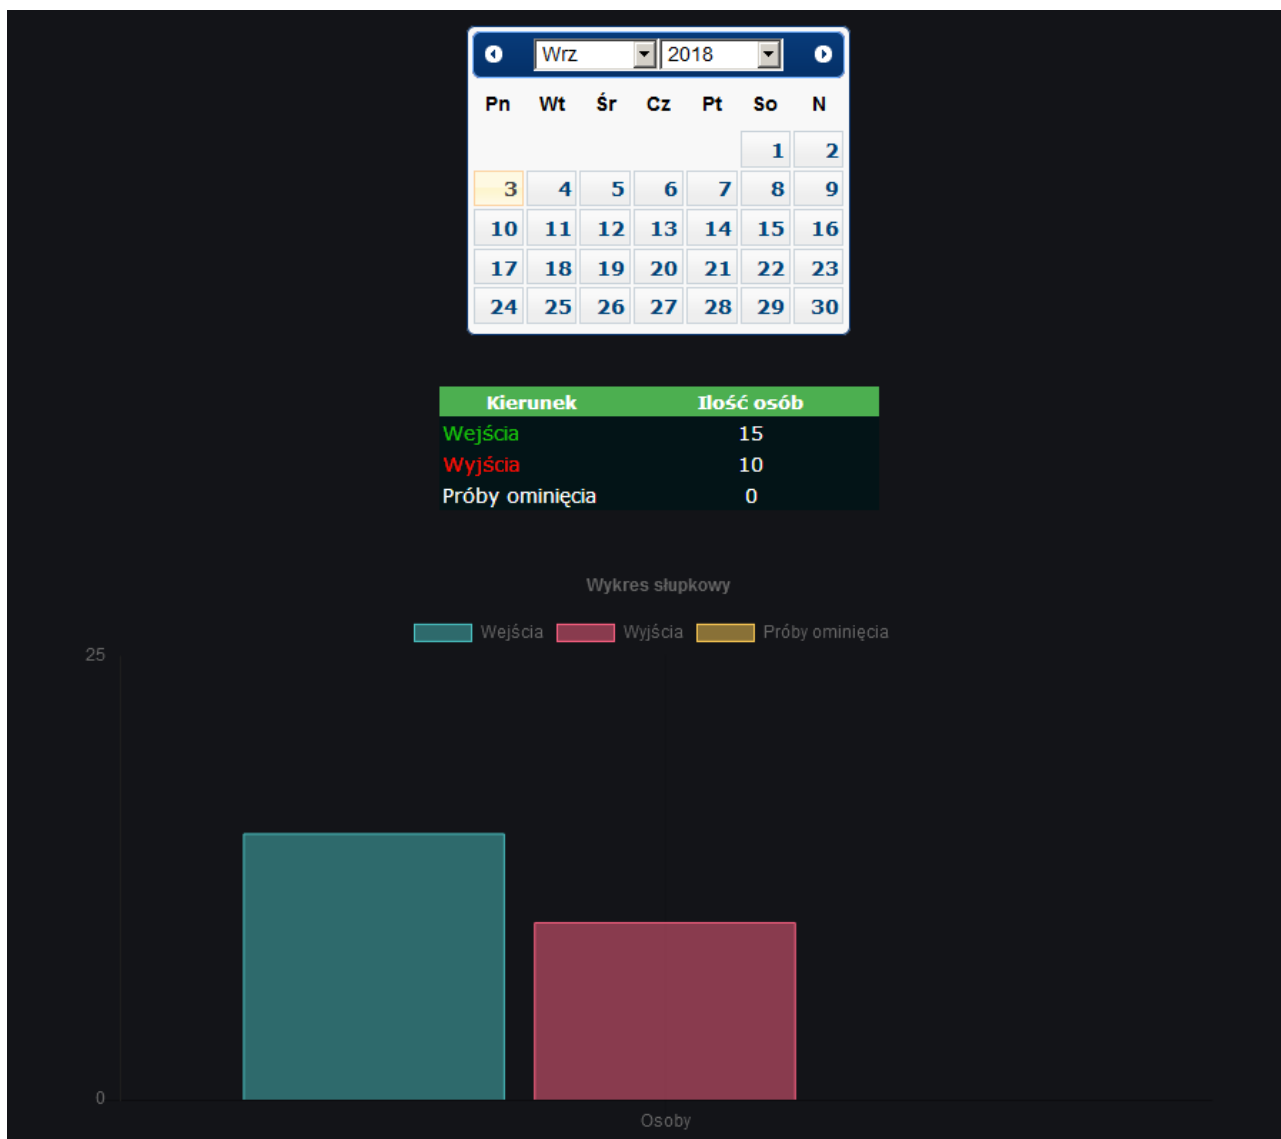 Wrz 2018
Pn Wt Śr Cz Pt So N
1 2
3 4 5 6 7 8 9
10 11 12 13 14 15 16
17 18 19 20 21 22 23
24 25 26 27 28 29 30
Kierunek Ilość osób
Wejścia 15
Wyjścia 10
Próby ominięcia 0
Wykres słupkowy
Wejścia Wyjścia Próby ominięcia
25
0
Osoby